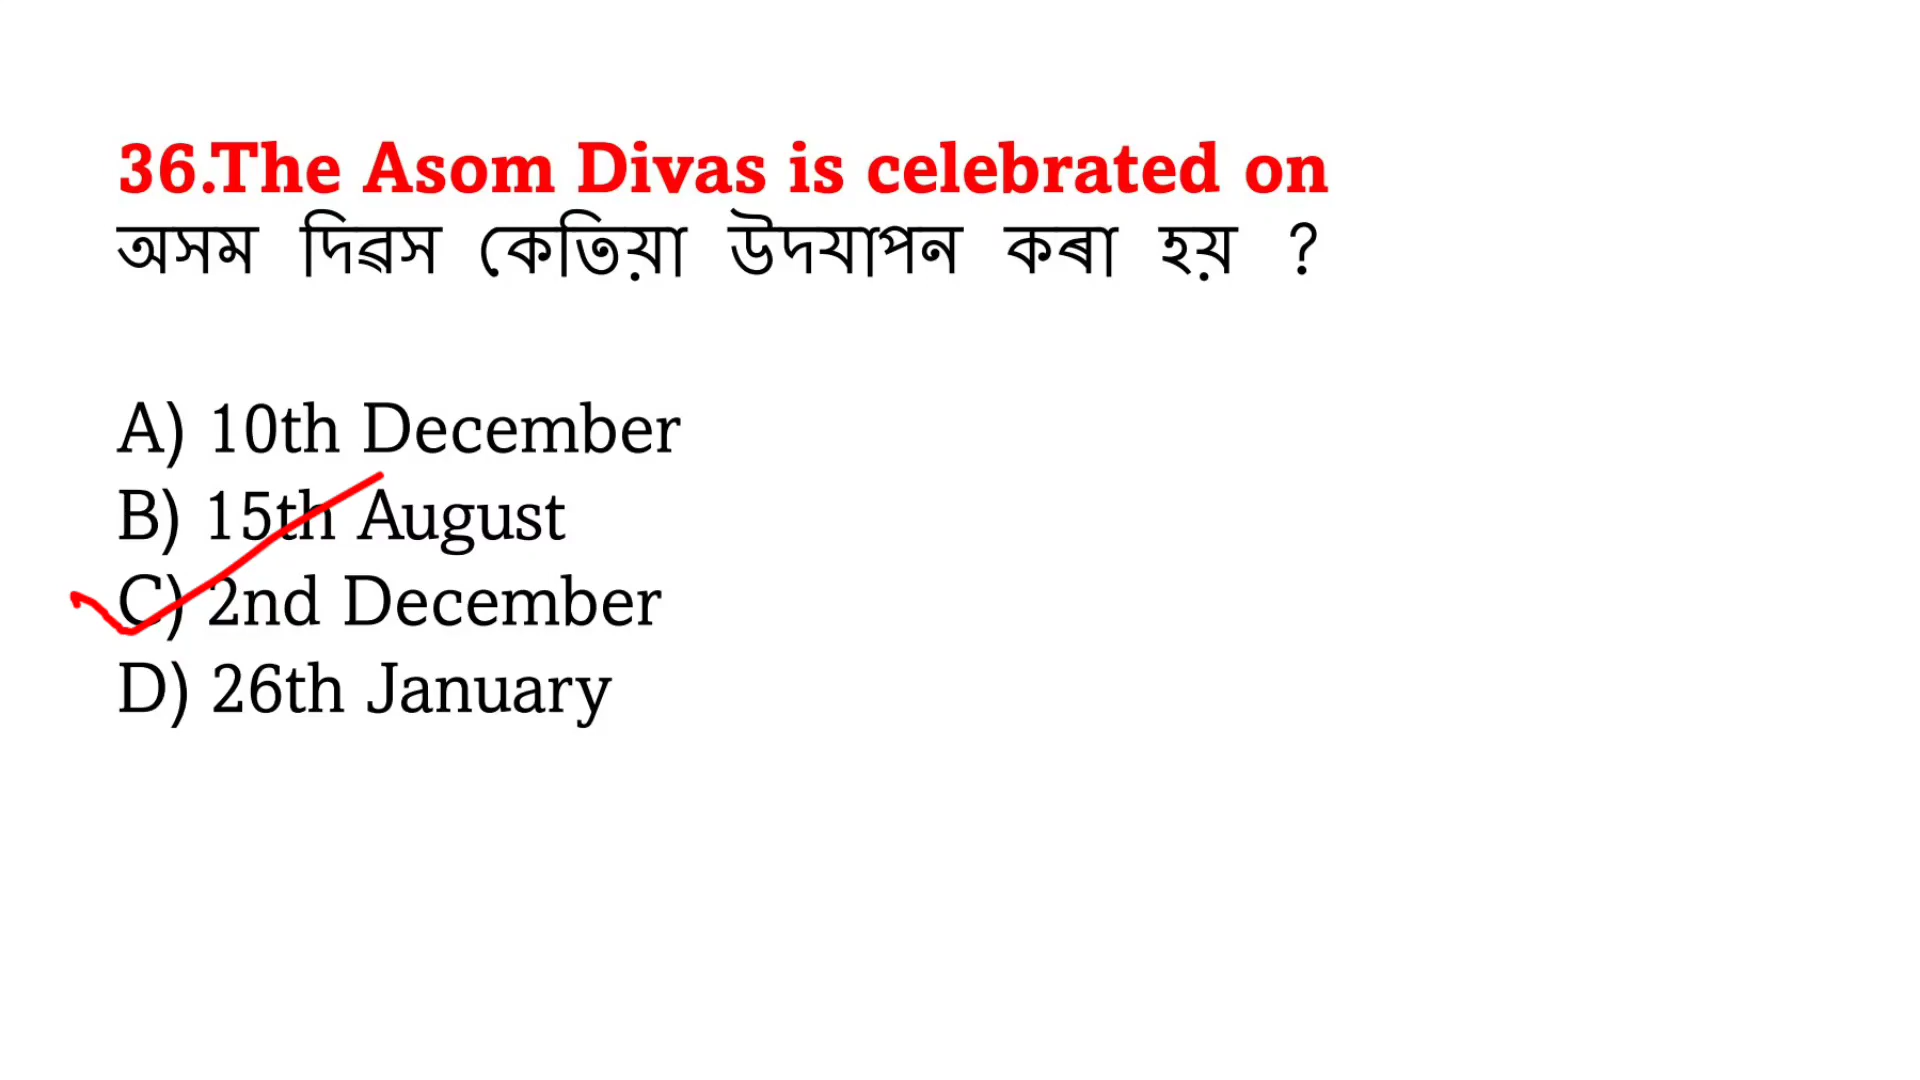 36.The Asom Divas is celebrated on
অসম দিৱস কেতিয়া উদযাপন কৰা হয় ?
A) 10th December
B) 15th August
C) 2nd December
D) 26th January